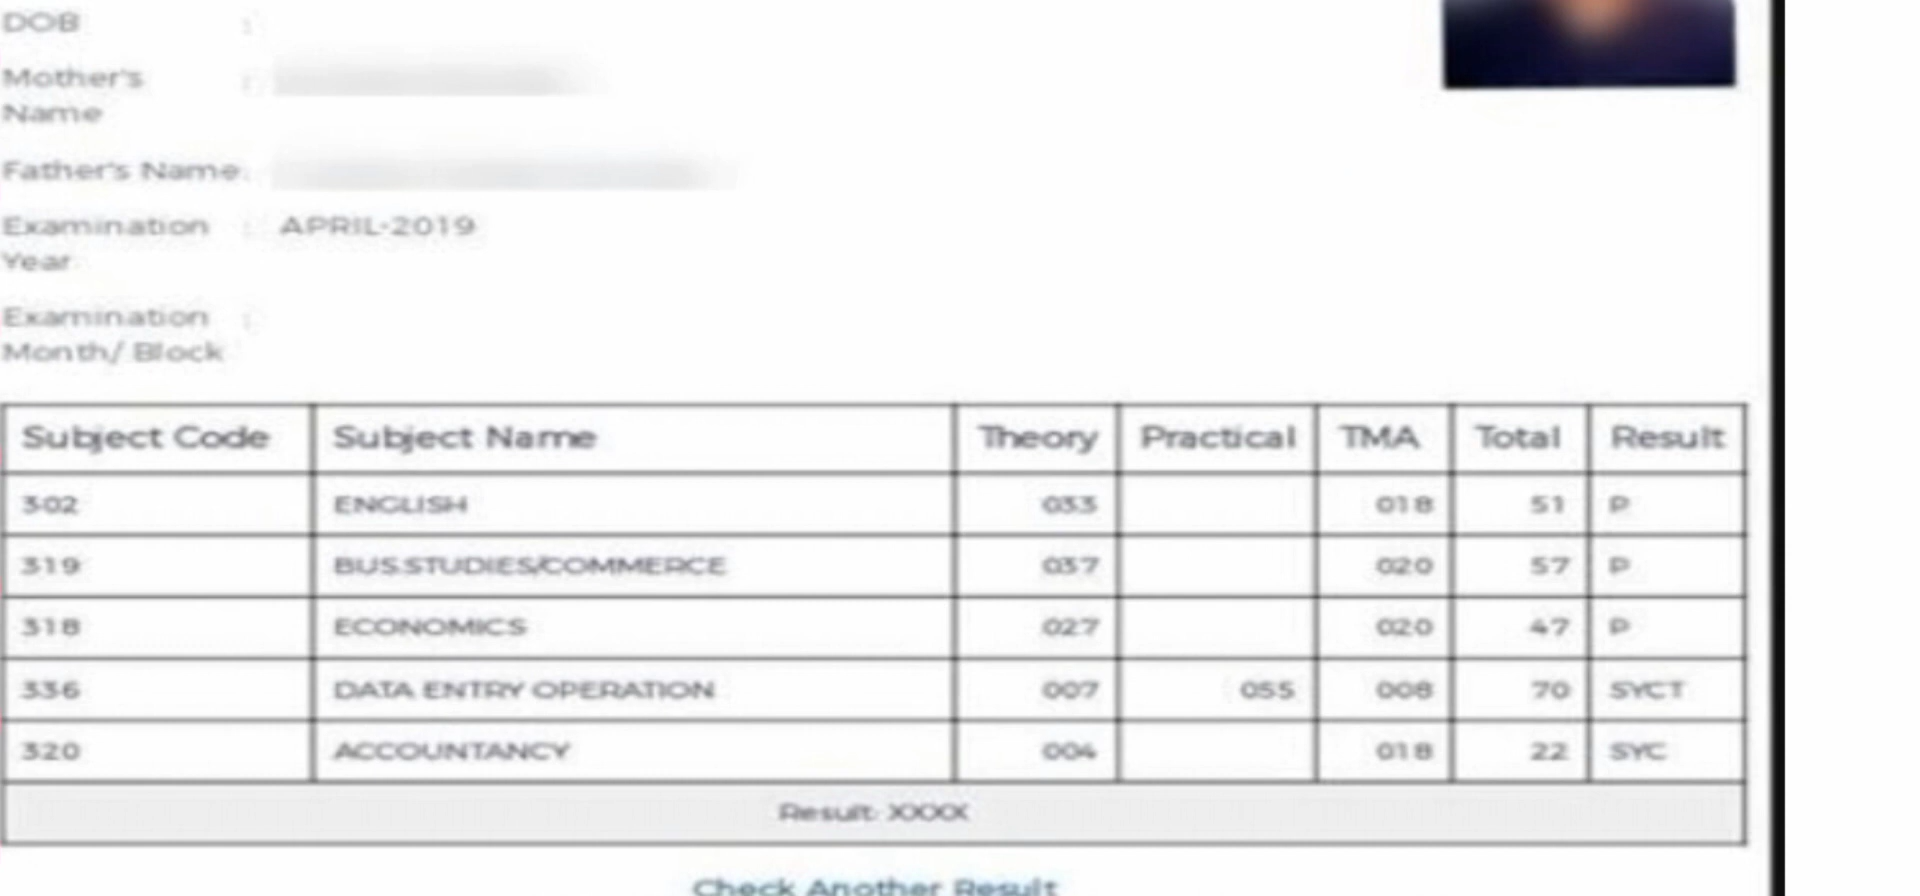 DOB :
Mother's :
Name
Father's Name:
Examination : APRIL-2019
Year
Examination :
Month/ Block
Subject Code Subject Name Theory Practical TMA Total Result
302 ENGLISH 033 018 51 P
319 BUS.STUDIES/COMMERCE 037 020 57 P
318 ECONOMICS 027 020 47 P
336 DATA ENTRY OPERATION 007 055 008 70 SYCT
320 ACCOUNTANCY 004 018 22 SYC
Result: XXXX
Check Another Result